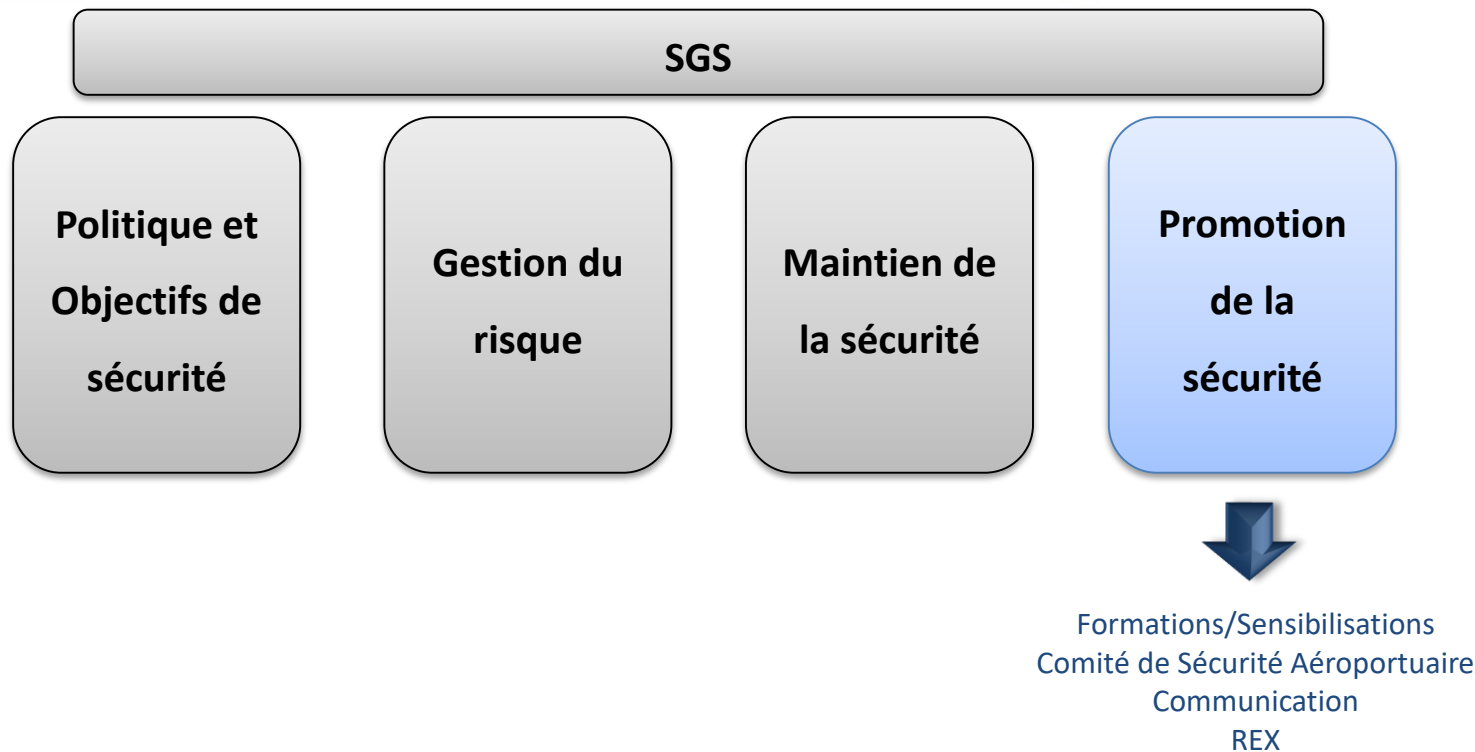 SGS
Politique et
Objectifs de
sécurité
Gestion du
risque
Maintien de
la sécurité
Promotion
de la
sécurité
Formations/Sensibilisations
Comité de Sécurité Aéroportuaire
Communication
REX